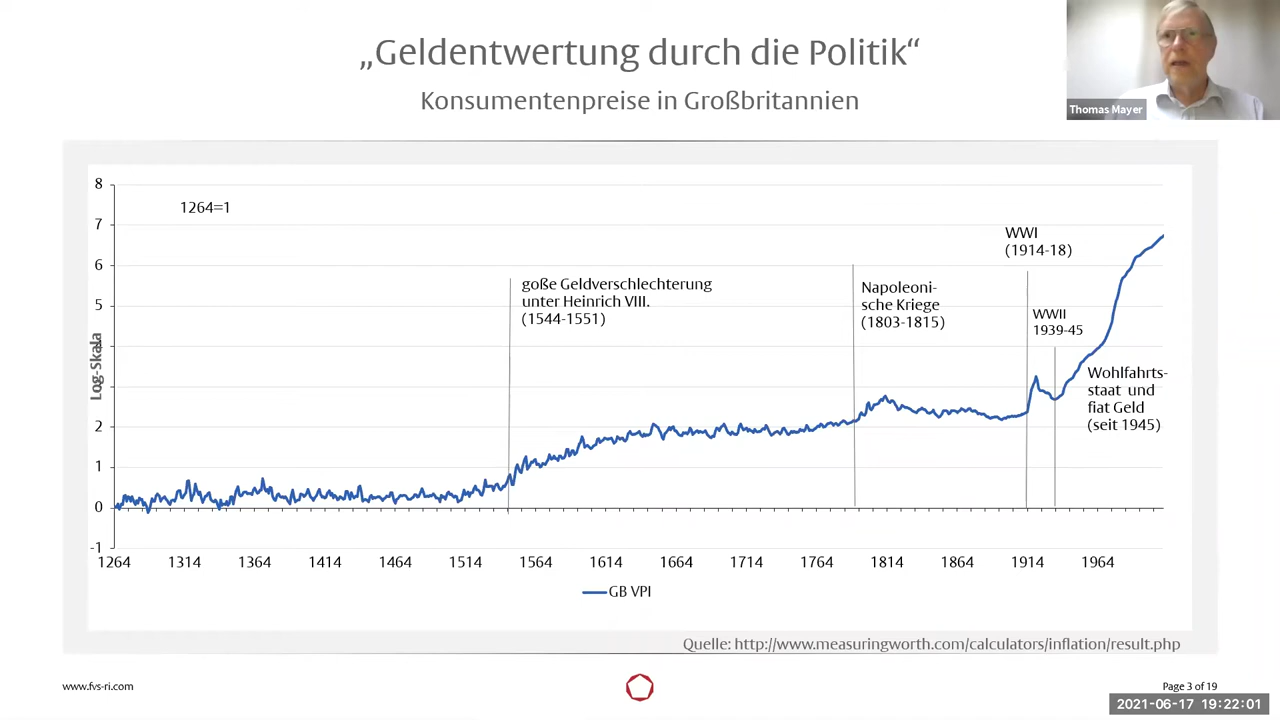 „Geldentwertung durch die Politik“
Konsumentenpreise in Großbritannien
Thomas Mayer
8
7
6
5
4
3
2
1
0
-1
Log-Skala
1264=1
goße Geldverschlechterung
unter Heinrich VIII.
(1544-1551)
Napoleoni-
sche Kriege
(1803-1815)
WWI
(1914-18)
WWII
1939-45
Wohlfahrts-
staat und
fiat Geld
(seit 1945)
1264 1314 1364 1414 1464 1514 1564 1614 1664 1714 1764 1814 1864 1914 1964
GB VPI
Quelle: http://www.measuringworth.com/calculators/inflation/result.php
www.fvs-ri.com
Page 3 of 19
2021-06-17 19:22:01